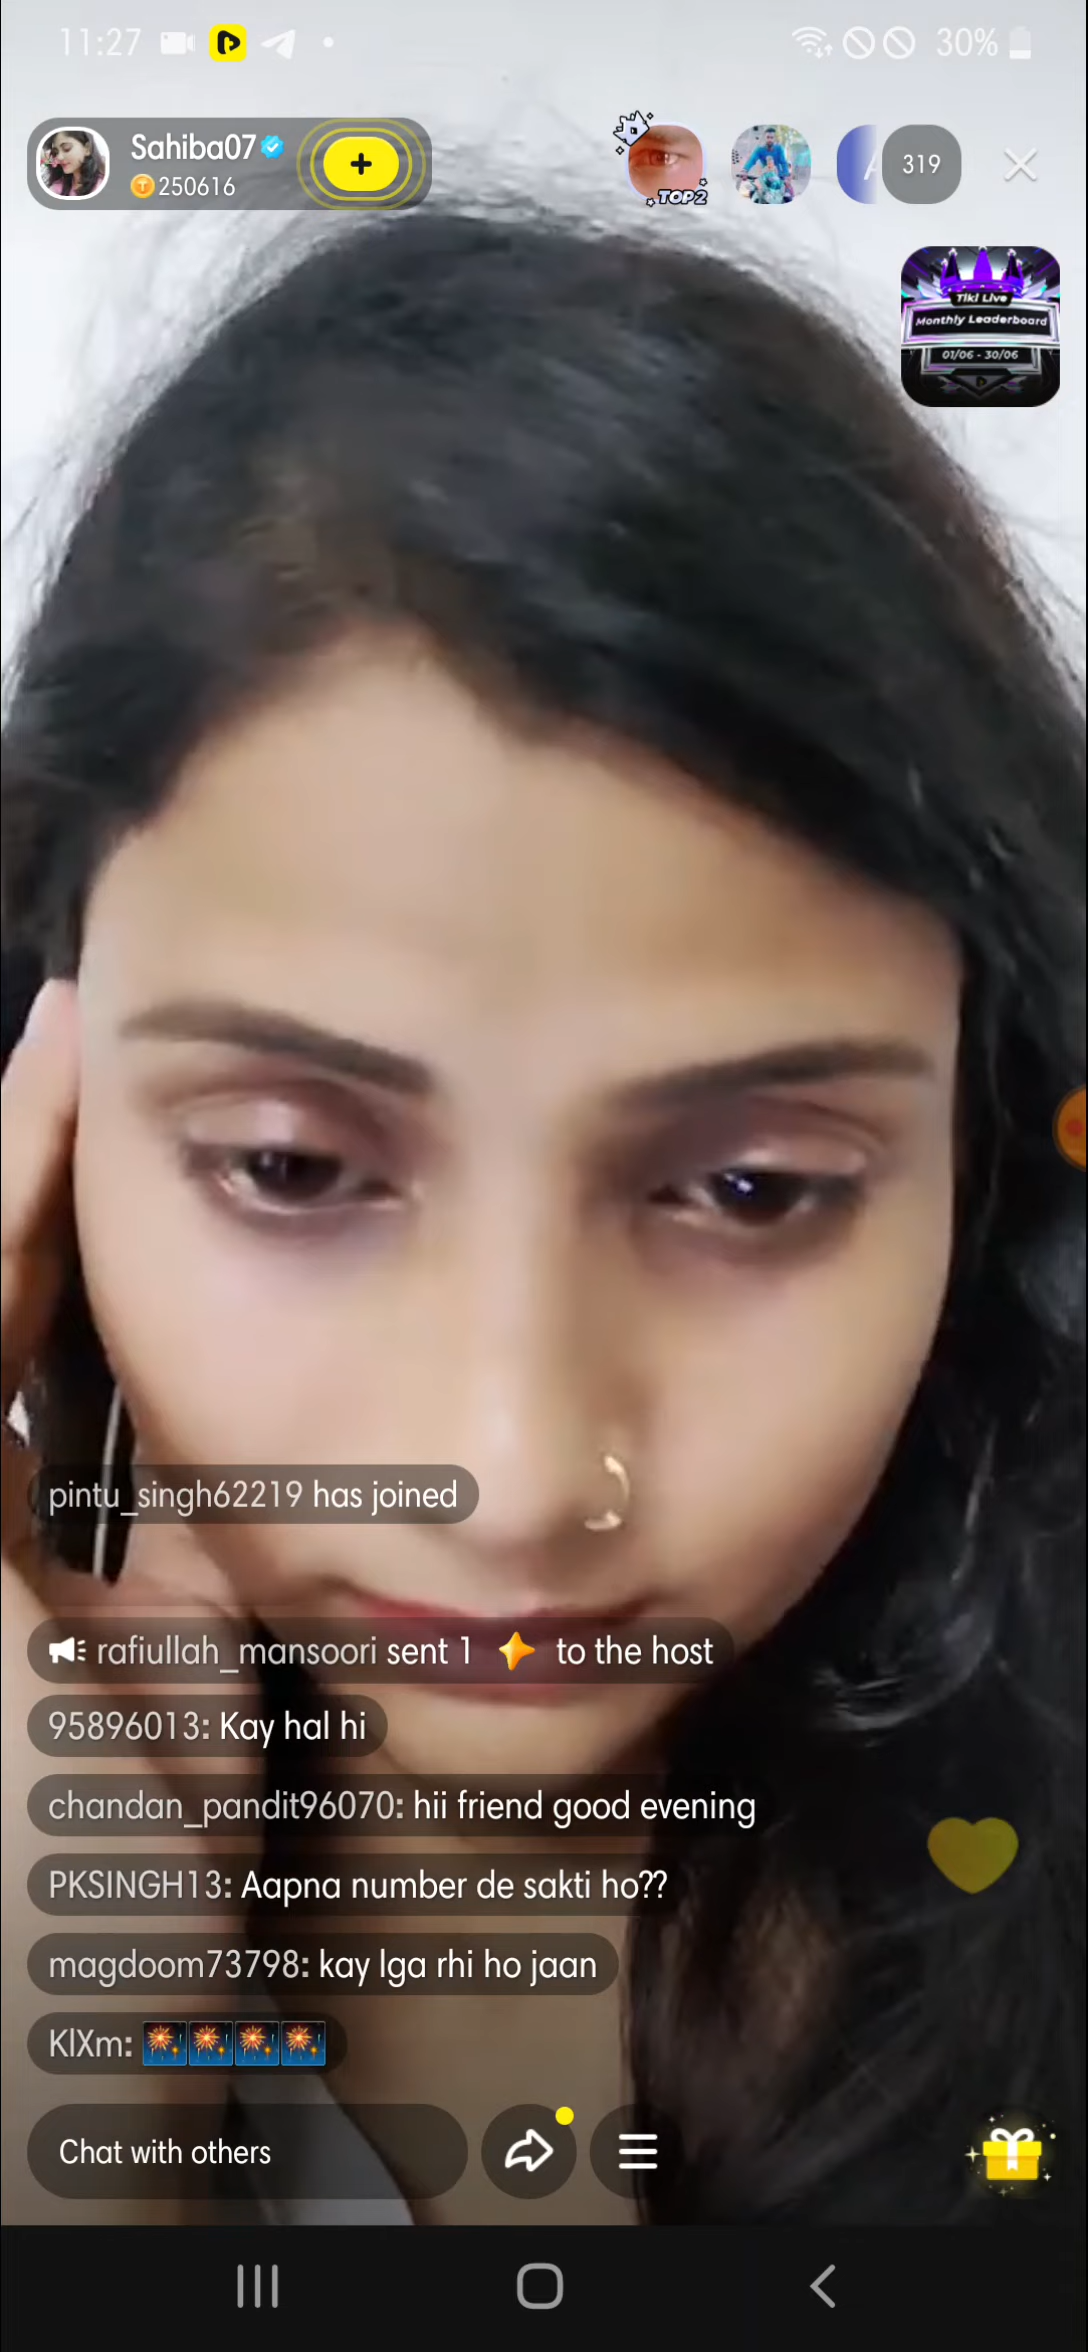 11:27
30%
Sahiba07
250616
TOP2
319
Tiki Live
Monthly Leaderboard
01/06 - 30/06
pintu_singh62219 has joined
rafiullah_mansoori sent 1 to the host
95896013: Kay hal hi
chandan_pandit96070: hii friend good evening
PKSINGH13: Aapna number de sakti ho??
magdoom73798: kay lga rhi ho jaan
KlXm: 🎆🎆🎆🎆
Chat with others